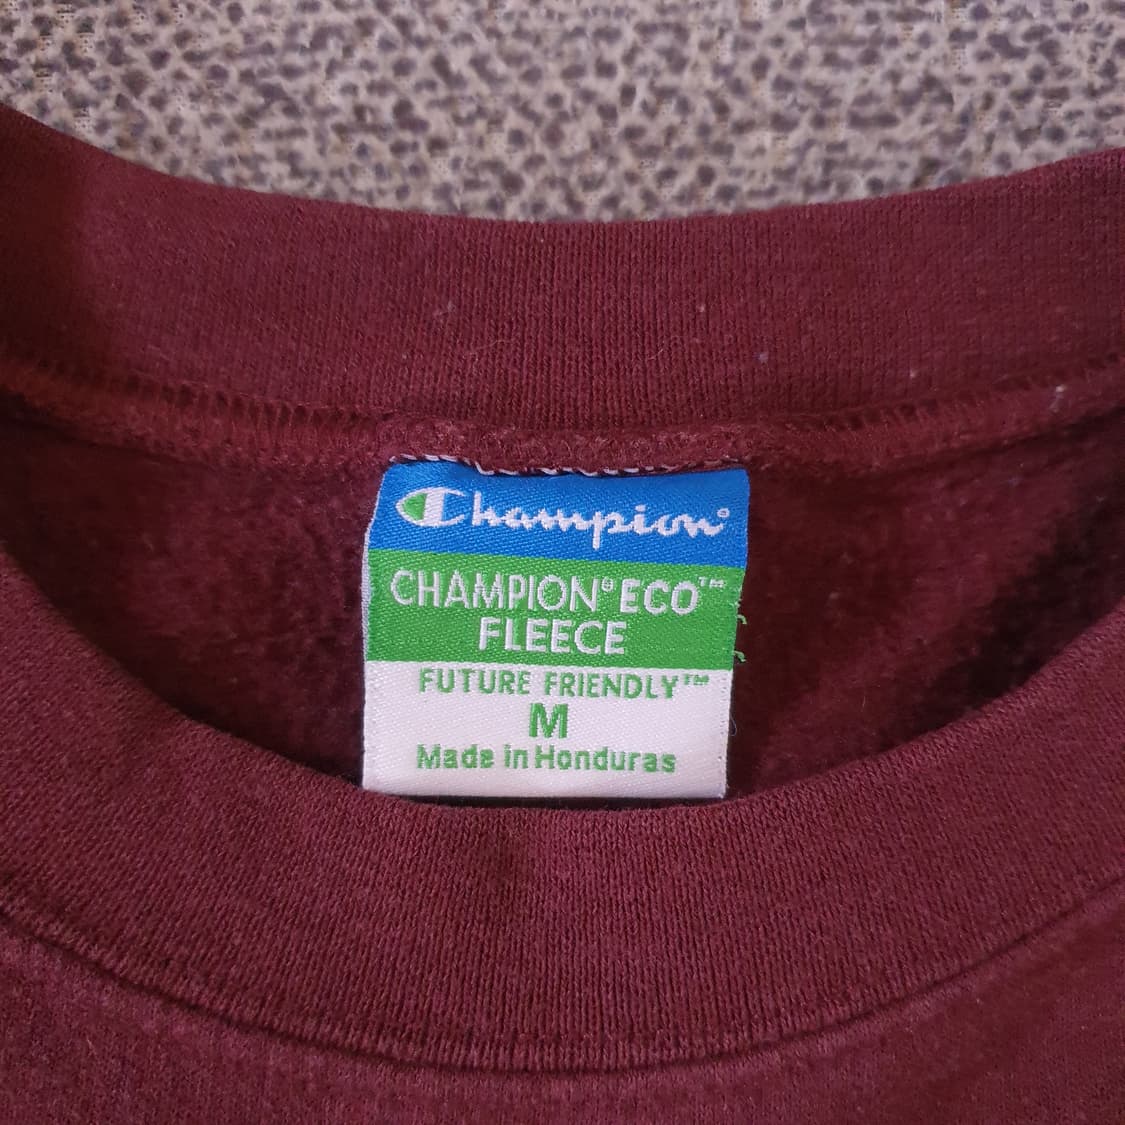 Champion®
CHAMPION® ECO™
FLEECE
FUTURE FRIENDLY™
M
Made in Honduras